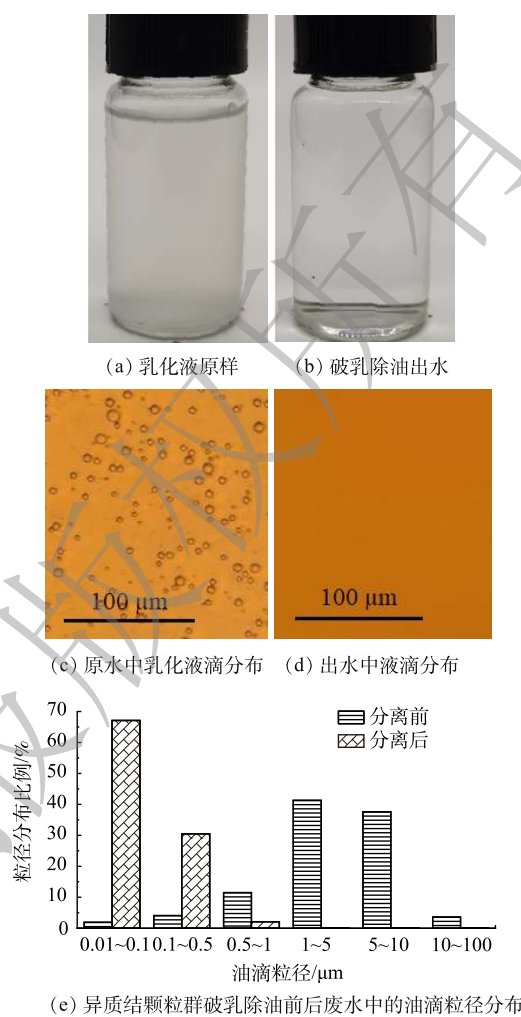 (a) 乳化液原样
(b) 破乳除油出水
100 μm
100 μm
(c) 原水中乳化液滴分布
(d) 出水中液滴分布
70
60
50
40
30
20
10
0
粒径分布比例/%
分离前
分离后
0.01~0.1 0.1~0.5 0.5~1 1~5 5~10 10~100
油滴粒径/μm
(e) 异质结颗粒群破乳除油前后废水中的油滴粒径分布
版权所有